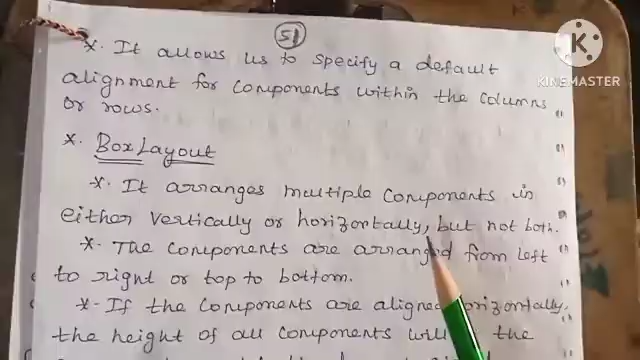 51
*. It allows us to specify a default
alignment for components within the columns
or rows.
*. BoxLayout
*. It arranges multiple components in
either vertically or horizontally, but not both.
*. The components are arranged from left
to right or top to bottom.
*. If the components are aligned horizontally,
the height of all components will the
KINEMASTER